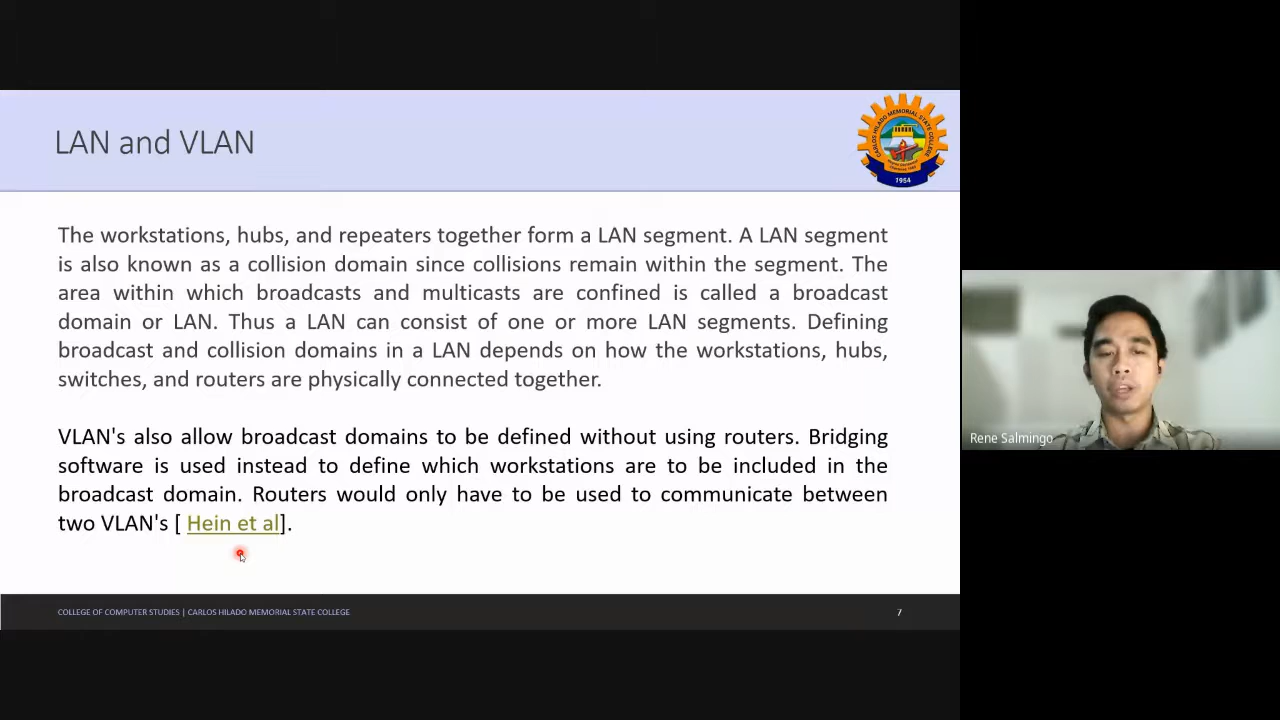 LAN and VLAN
CARLOS HILADO MEMORIAL STATE COLLEGE
1954
The workstations, hubs, and repeaters together form a LAN segment. A LAN segment
is also known as a collision domain since collisions remain within the segment. The
area within which broadcasts and multicasts are confined is called a broadcast
domain or LAN. Thus a LAN can consist of one or more LAN segments. Defining
broadcast and collision domains in a LAN depends on how the workstations, hubs,
switches, and routers are physically connected together.
VLAN's also allow broadcast domains to be defined without using routers. Bridging
software is used instead to define which workstations are to be included in the
broadcast domain. Routers would only have to be used to communicate between
two VLAN's [ Hein et al].
COLLEGE OF COMPUTER STUDIES | CARLOS HILADO MEMORIAL STATE COLLEGE
7
Rene Salmingo